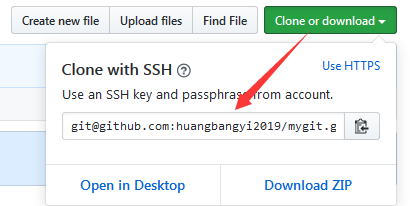 Create new file Upload files Find File Clone or download
Clone with SSH Use HTTPS
Use an SSH key and passphrase from account.
git@github.com:huangbangyi2019/mygit.g
Open in Desktop Download ZIP